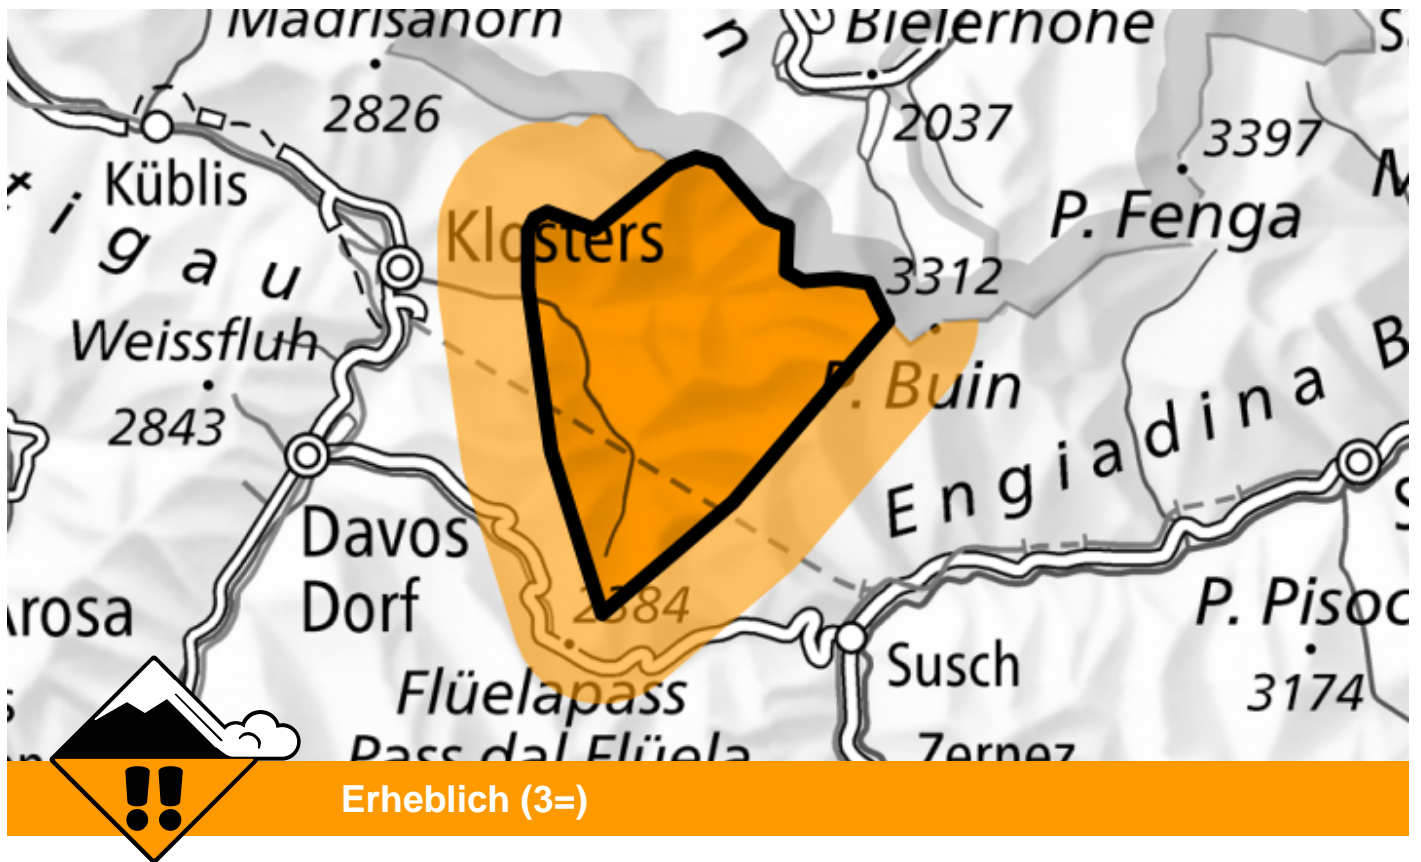 Madrisahorn
2826
Bielerhöhe
2037
3397
Küblis
Klosters
P. Fenga
i g a u
3312
Weissfluh
2843
P. Buin
Engiadina B
Davos
Dorf
2384
Arosa
Susch
P. Pisoc
3174
Flüelapass
Pass dal Flüela
Zernez
Erheblich (3=)